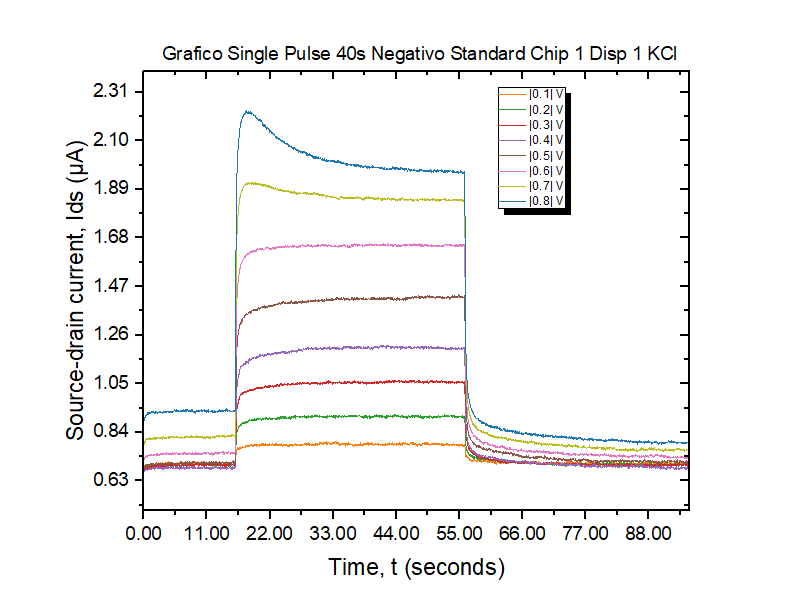 Grafico Single Pulse 40s Negativo Standard Chip 1 Disp 1 KCl
|0.1| V
|0.2| V
|0.3| V
|0.4| V
|0.5| V
|0.6| V
|0.7| V
|0.8| V
Source-drain current, Ids (µA)
2.31
2.10
1.89
1.68
1.47
1.26
1.05
0.84
0.63
0.00 11.00 22.00 33.00 44.00 55.00 66.00 77.00 88.00
Time, t (seconds)